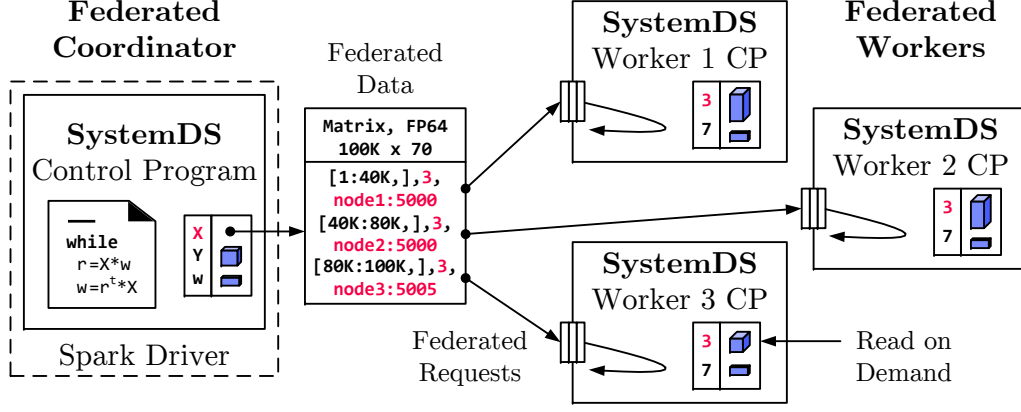 Federated
Coordinator
SystemDS
Control Program
while
r=X*w
w=rᵗ*X
X
Y
w
Spark Driver
Federated
Data
Matrix, FP64
100K x 70
[1:40K,],3,
node1:5000
[40K:80K,],3,
node2:5000
[80K:100K,],3,
node3:5005
Federated
Requests
SystemDS
Worker 1 CP
3
7
Federated
Workers
SystemDS
Worker 2 CP
3
7
SystemDS
Worker 3 CP
3
7
Read on
Demand